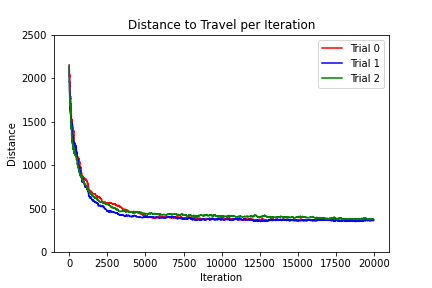 Distance to Travel per Iteration
Distance
2500
2000
1500
1000
500
0
Trial 0
Trial 1
Trial 2
0 2500 5000 7500 10000 12500 15000 17500 20000
Iteration